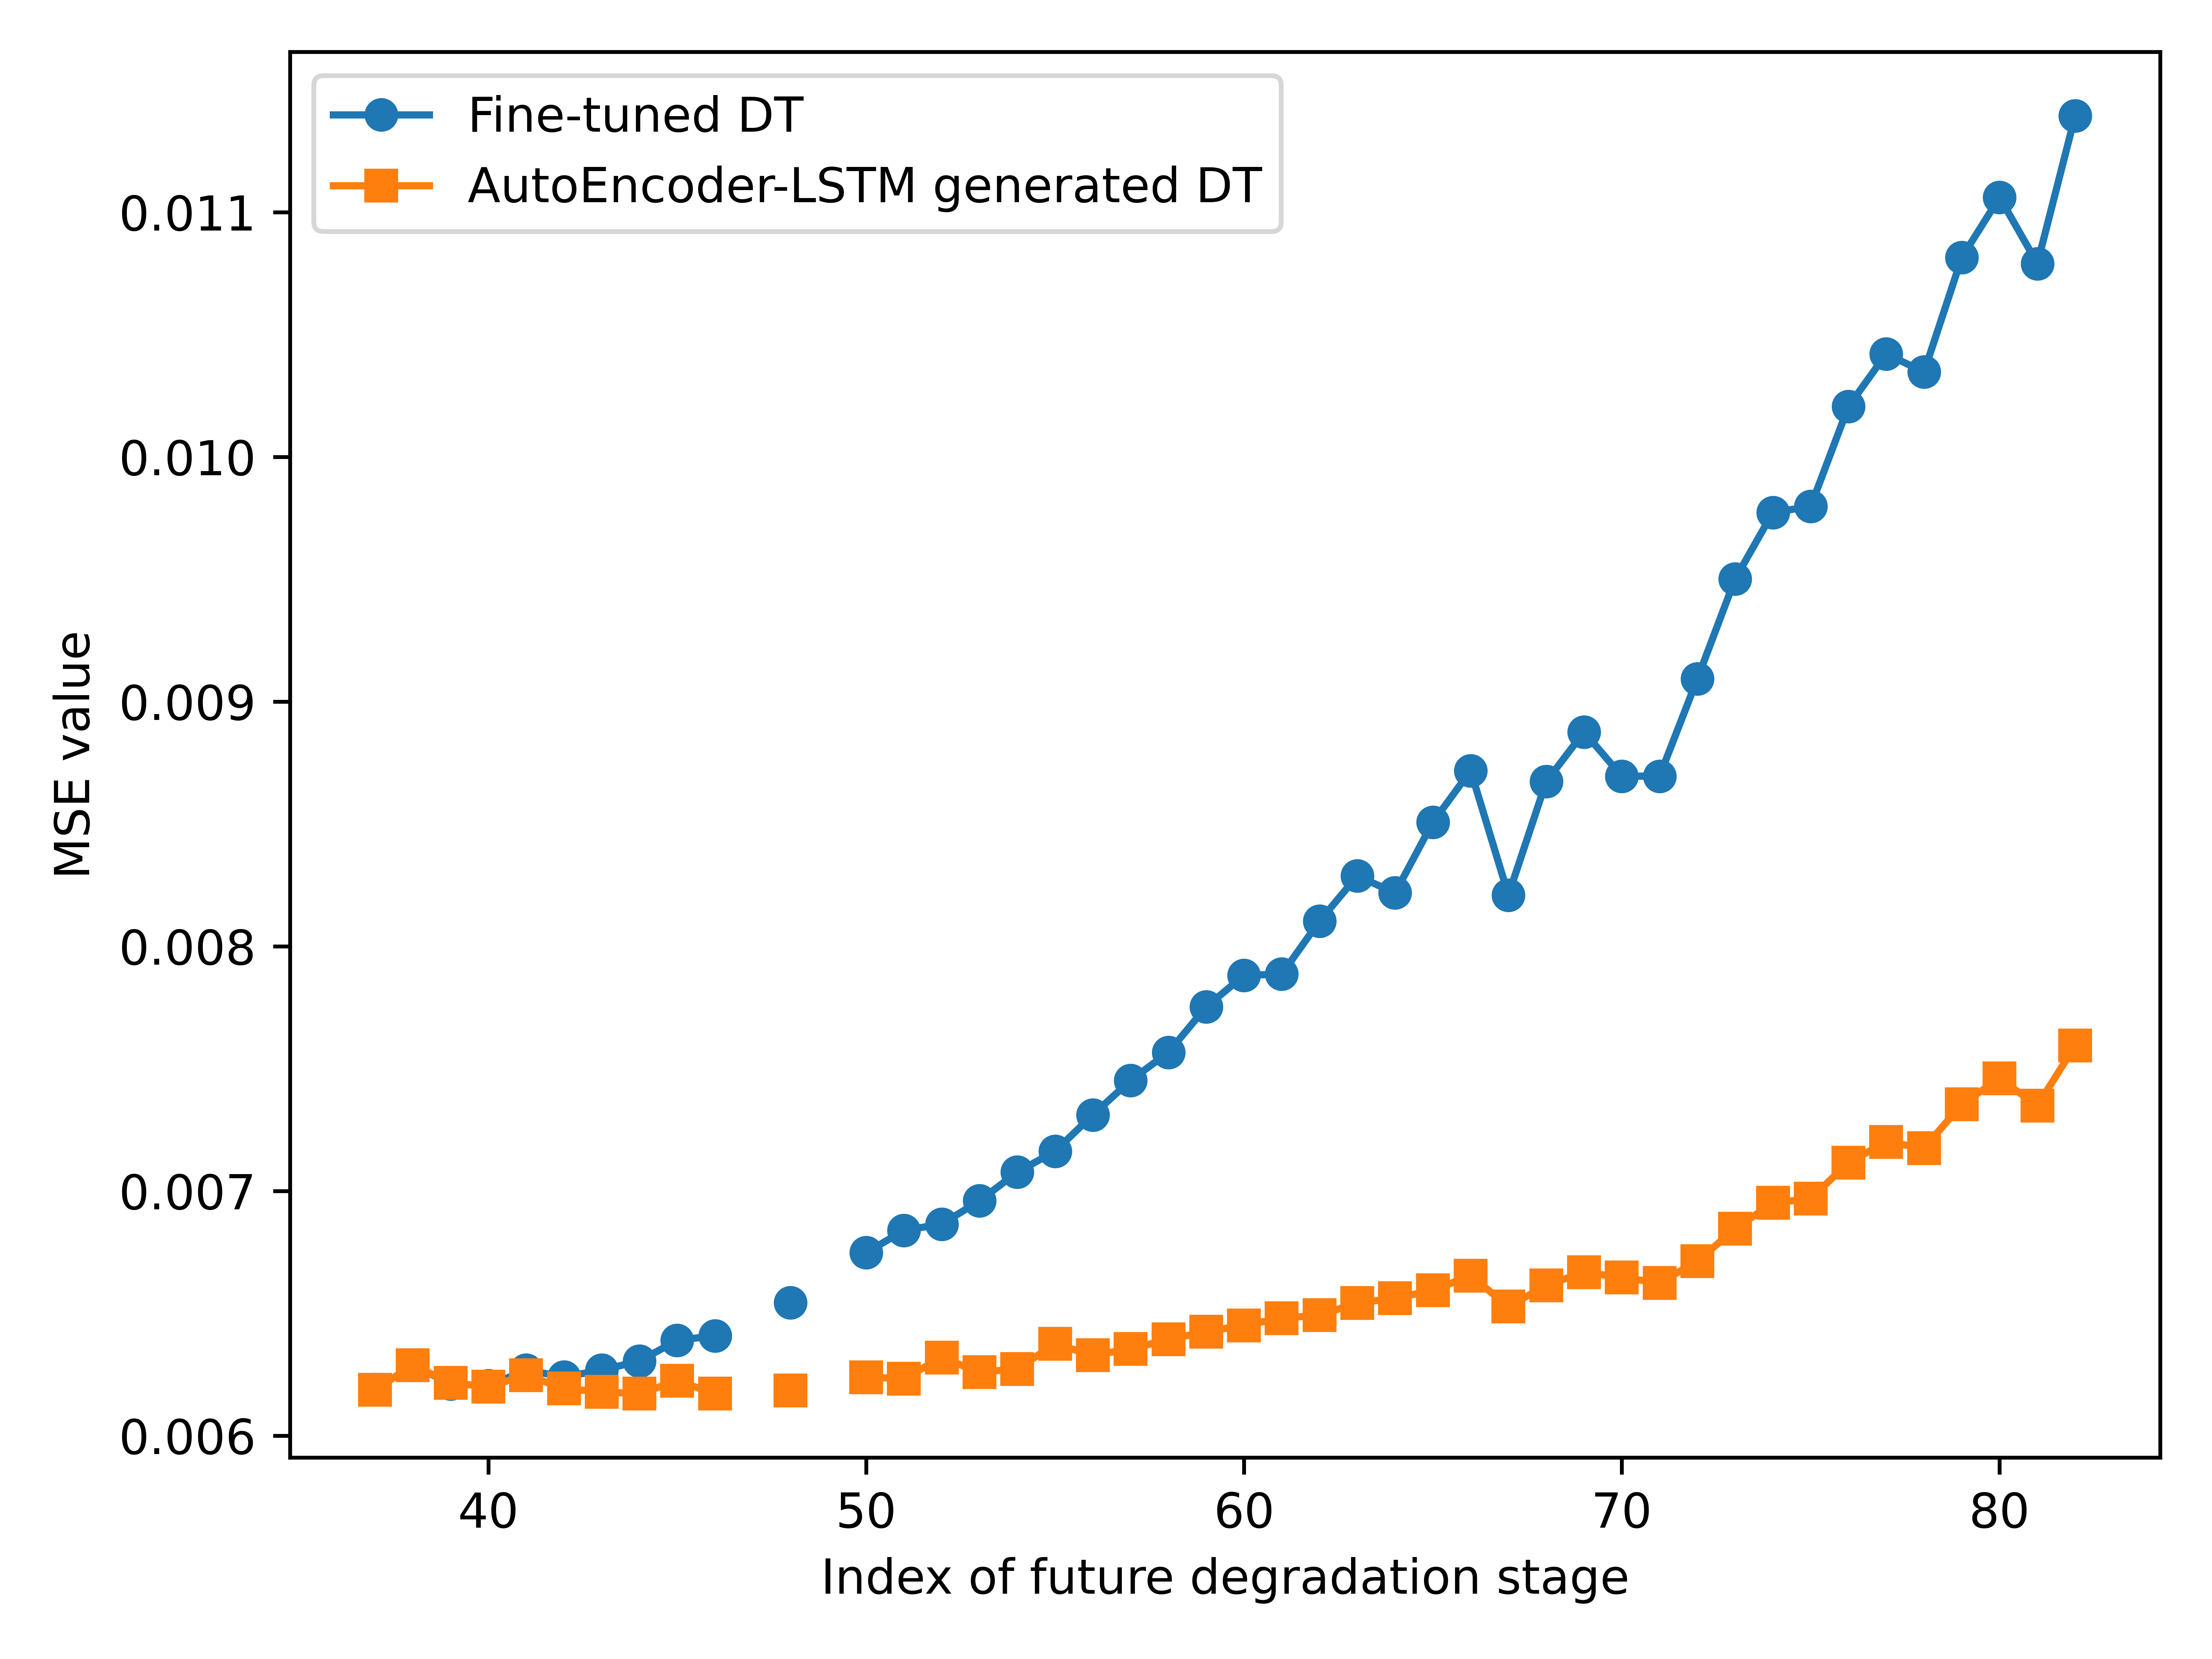 Fine-tuned DT
AutoEncoder-LSTM generated DT
0.011
0.010
0.009
0.008
0.007
0.006
MSE value
40 50 60 70 80
Index of future degradation stage